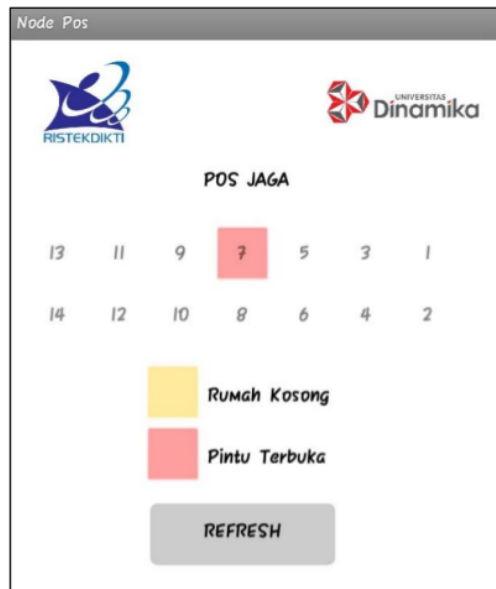 Node Pos
RISTEKDIKTI
UNIVERSITAS
Dinamika
POS JAGA
13 11 9 7 5 3 1
14 12 10 8 6 4 2
Rumah Kosong
Pintu Terbuka
REFRESH